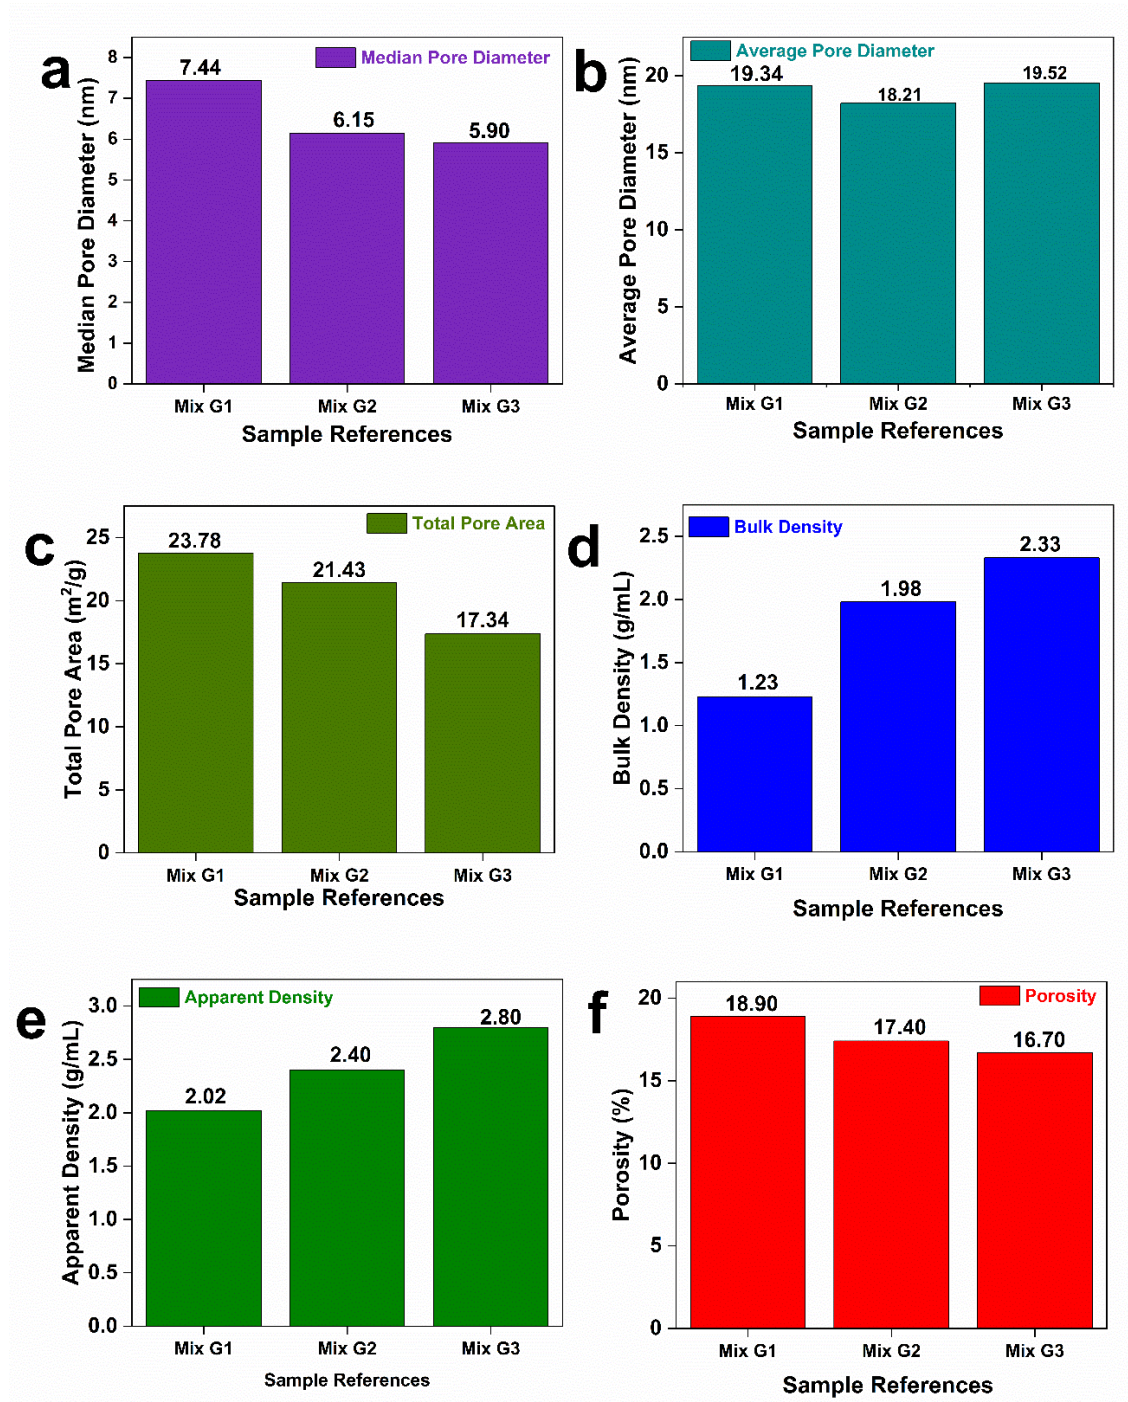 a
Median Pore Diameter (nm)
8
7
6
5
4
3
2
1
0
Median Pore Diameter
7.44
6.15
5.90
Mix G1
Mix G2
Mix G3
Sample References
b
Average Pore Diameter (nm)
20
15
10
5
0
Average Pore Diameter
19.34
18.21
19.52
Mix G1
Mix G2
Mix G3
Sample References
c
Total Pore Area (m²/g)
25
20
15
10
5
0
Total Pore Area
23.78
21.43
17.34
Mix G1
Mix G2
Mix G3
Sample References
d
Bulk Density (g/mL)
2.5
2.0
1.5
1.0
0.5
0.0
Bulk Density
1.23
1.98
2.33
Mix G1
Mix G2
Mix G3
Sample References
e
Apparent Density (g/mL)
3.0
2.5
2.0
1.5
1.0
0.5
0.0
Apparent Density
2.02
2.40
2.80
Mix G1
Mix G2
Mix G3
Sample References
f
Porosity (%)
20
15
10
5
0
Porosity
18.90
17.40
16.70
Mix G1
Mix G2
Mix G3
Sample References